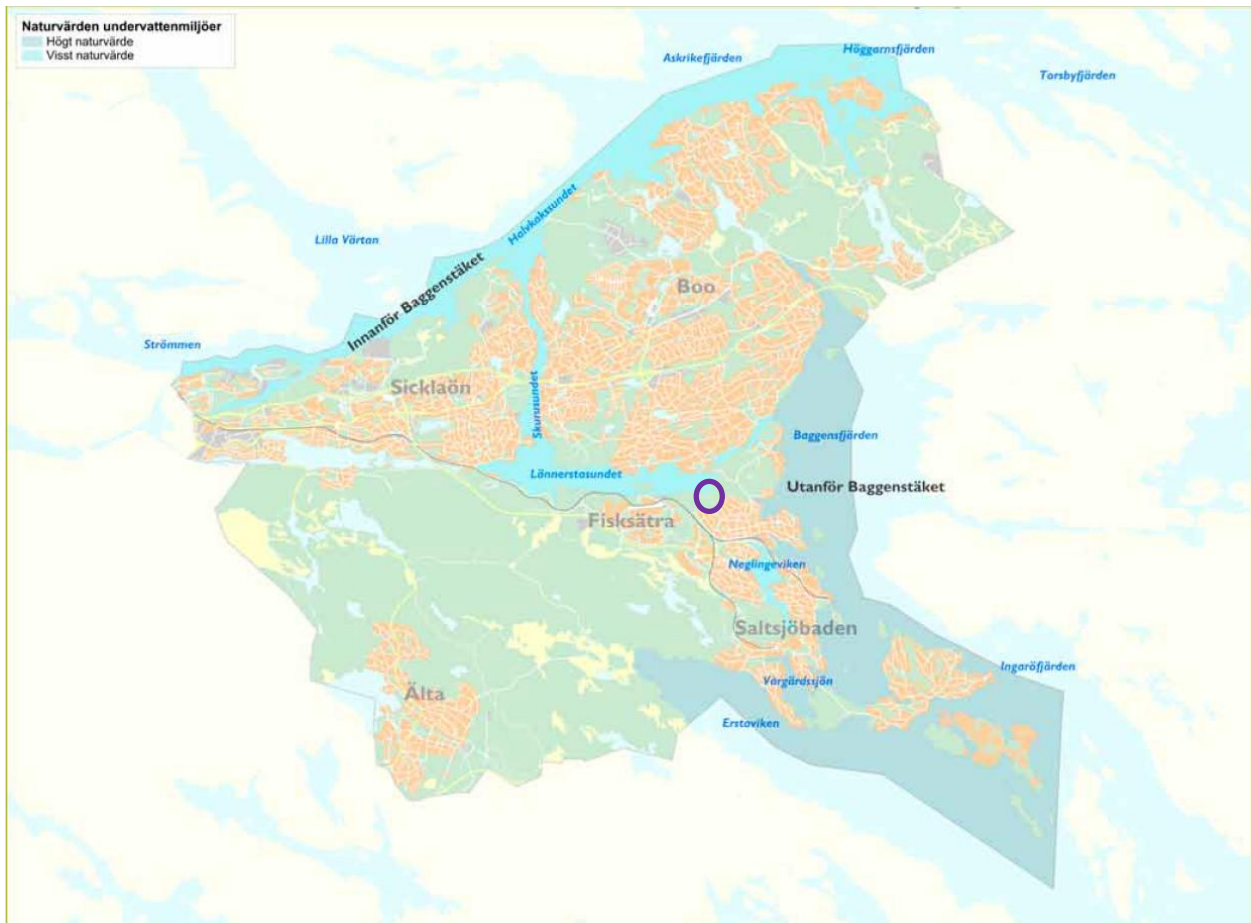 Naturvärden undervattenmiljöer
Högt naturvärde
Visst naturvärde
Höggarnsfjärden
Askrikefjärden
Torsbyfjärden
Halvkakssundet
Lilla Värtan
Innanför Baggenstäket
Boo
Strömmen
Sicklaön
Skurusundet
Baggensfjärden
Lännerstasundet
Utanför Baggenstäket
Fisksätra
Neglingeviken
Saltsjöbaden
Ingaröfjärden
Vårgärdssjön
Älta
Erstaviken